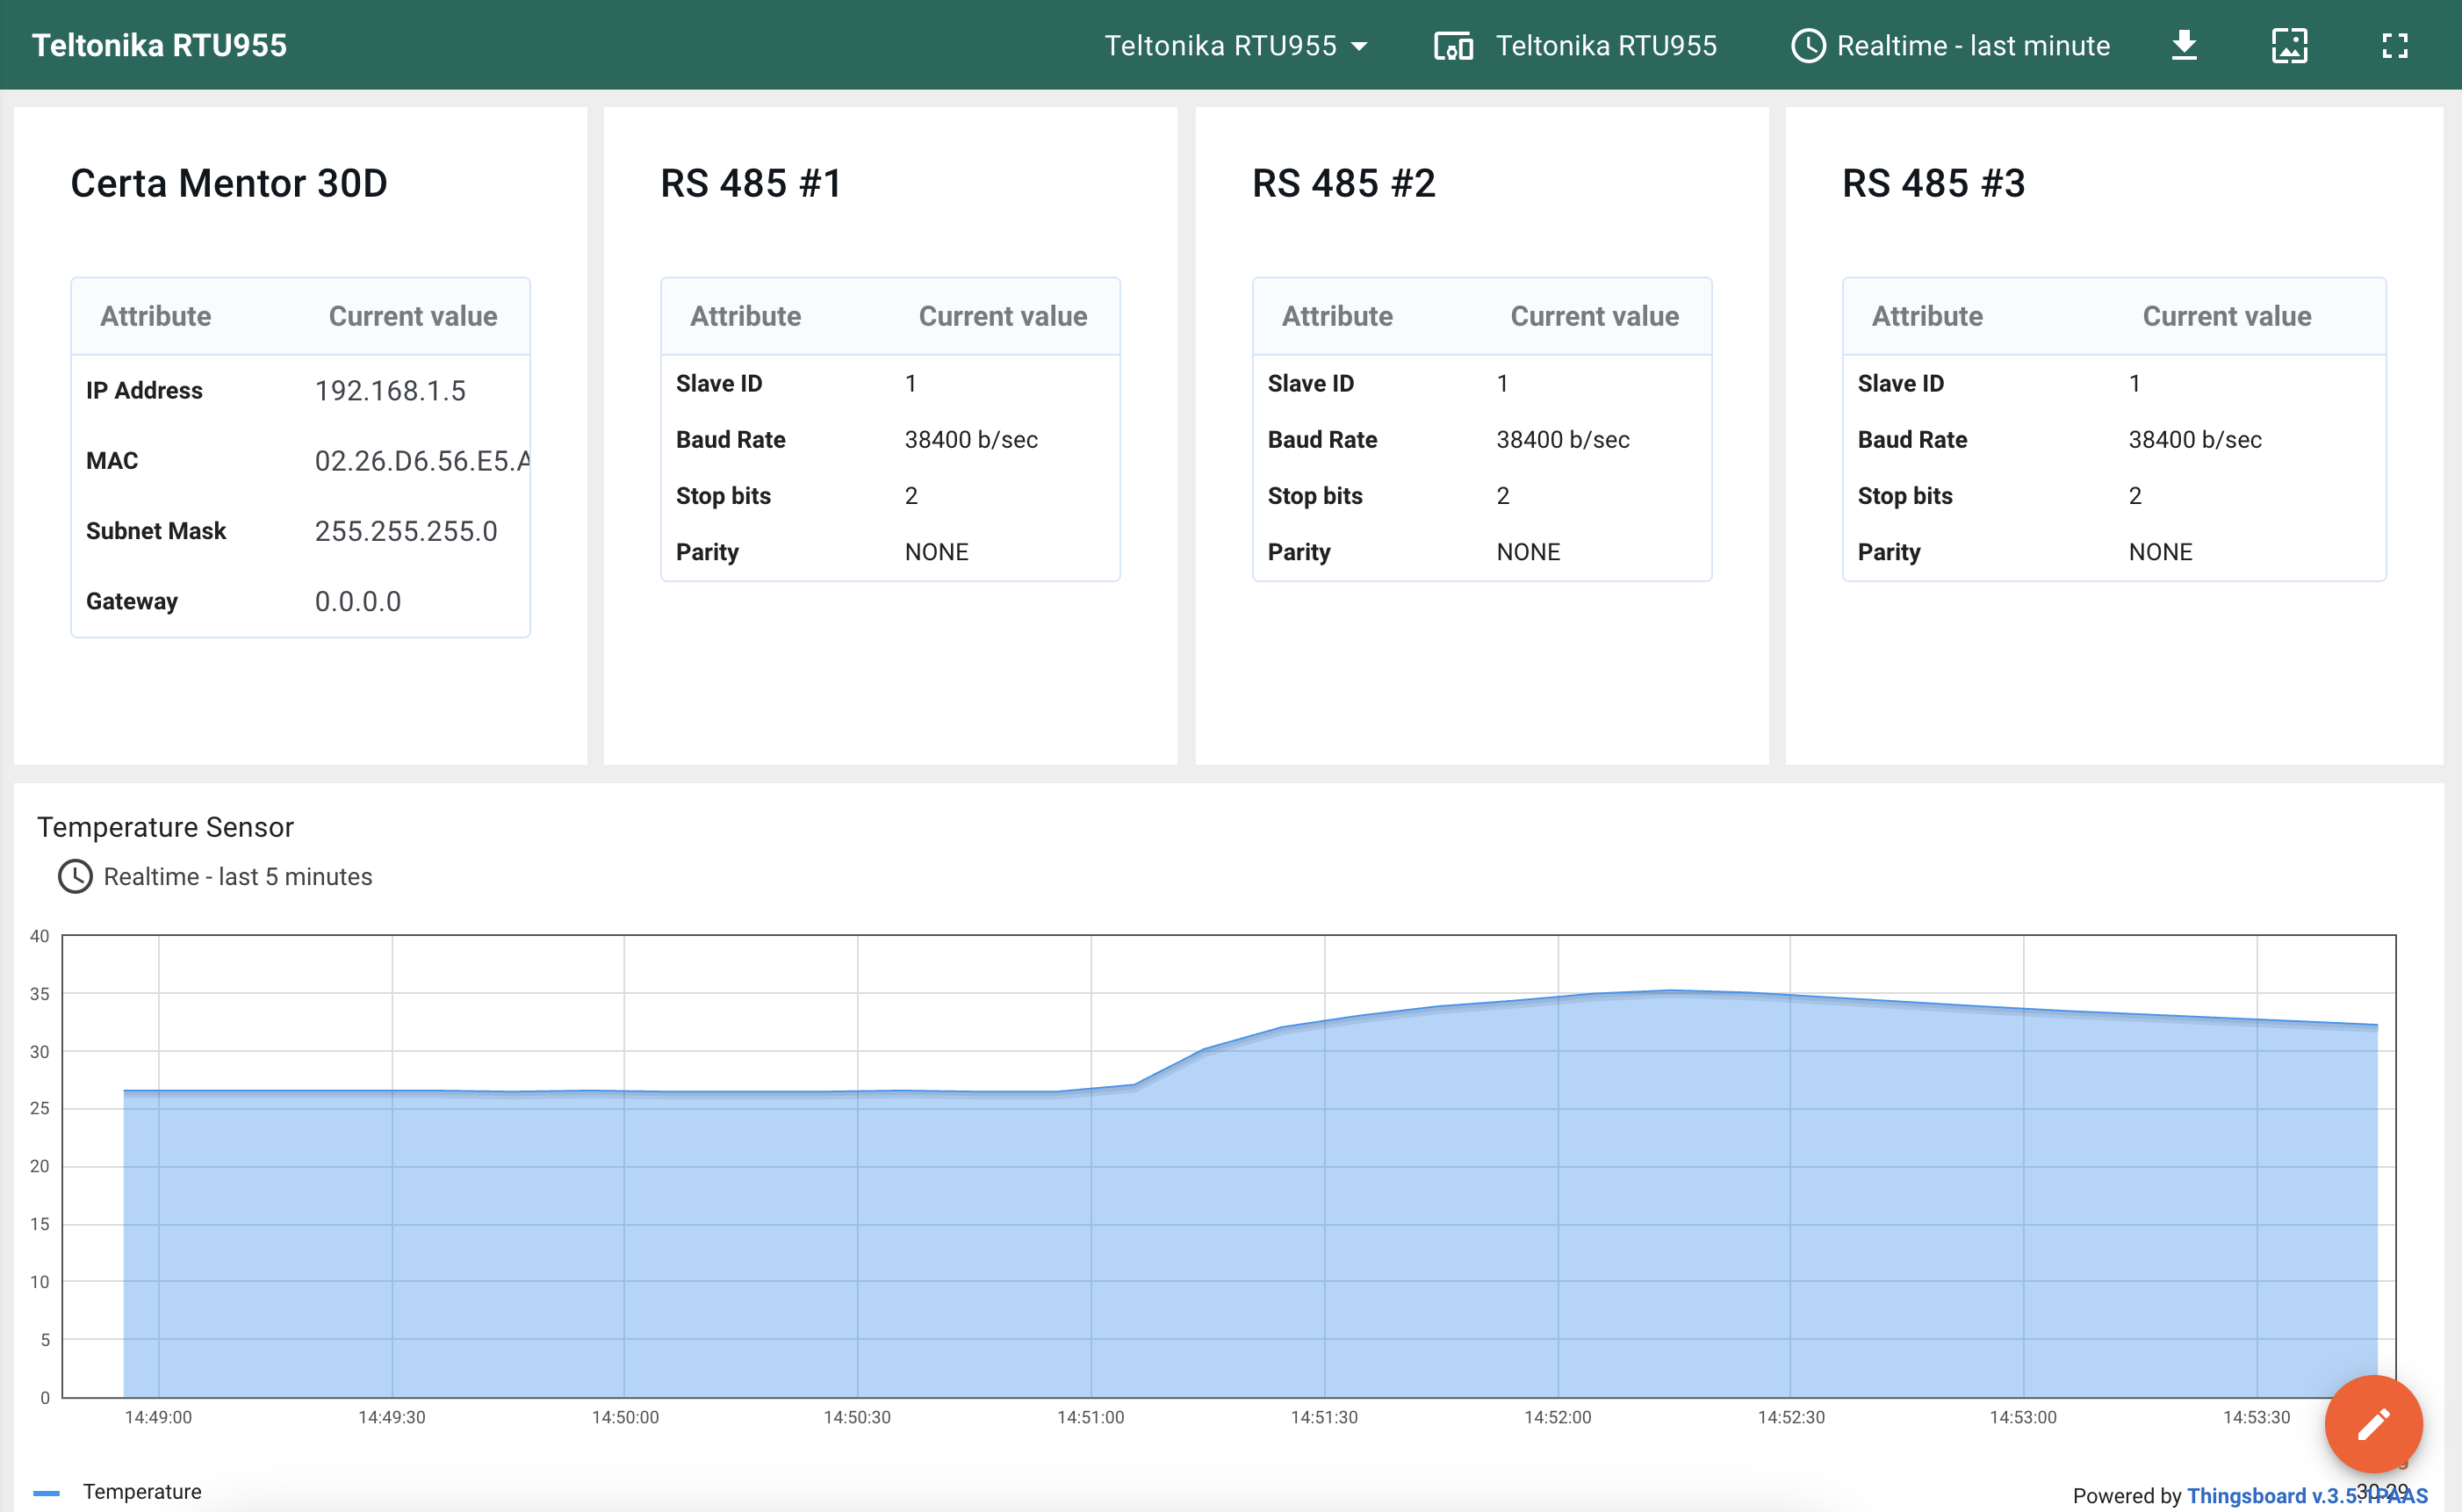 Teltonika RTU955 Teltonika RTU955 Teltonika RTU955 Realtime - last minute
Certa Mentor 30D
Attribute Current value
IP Address 192.168.1.5
MAC 02.26.D6.56.E5.A
Subnet Mask 255.255.255.0
Gateway 0.0.0.0
RS 485 #1
Attribute Current value
Slave ID 1
Baud Rate 38400 b/sec
Stop bits 2
Parity NONE
RS 485 #2
Attribute Current value
Slave ID 1
Baud Rate 38400 b/sec
Stop bits 2
Parity NONE
RS 485 #3
Attribute Current value
Slave ID 1
Baud Rate 38400 b/sec
Stop bits 2
Parity NONE
Temperature Sensor
Realtime - last 5 minutes
40
35
30
25
20
15
10
5
0
14:49:00 14:49:30 14:50:00 14:50:30 14:51:00 14:51:30 14:52:00 14:52:30 14:53:00 14:53:30
Temperature 30.29
Powered by Thingsboard v.3.5.1PAAS